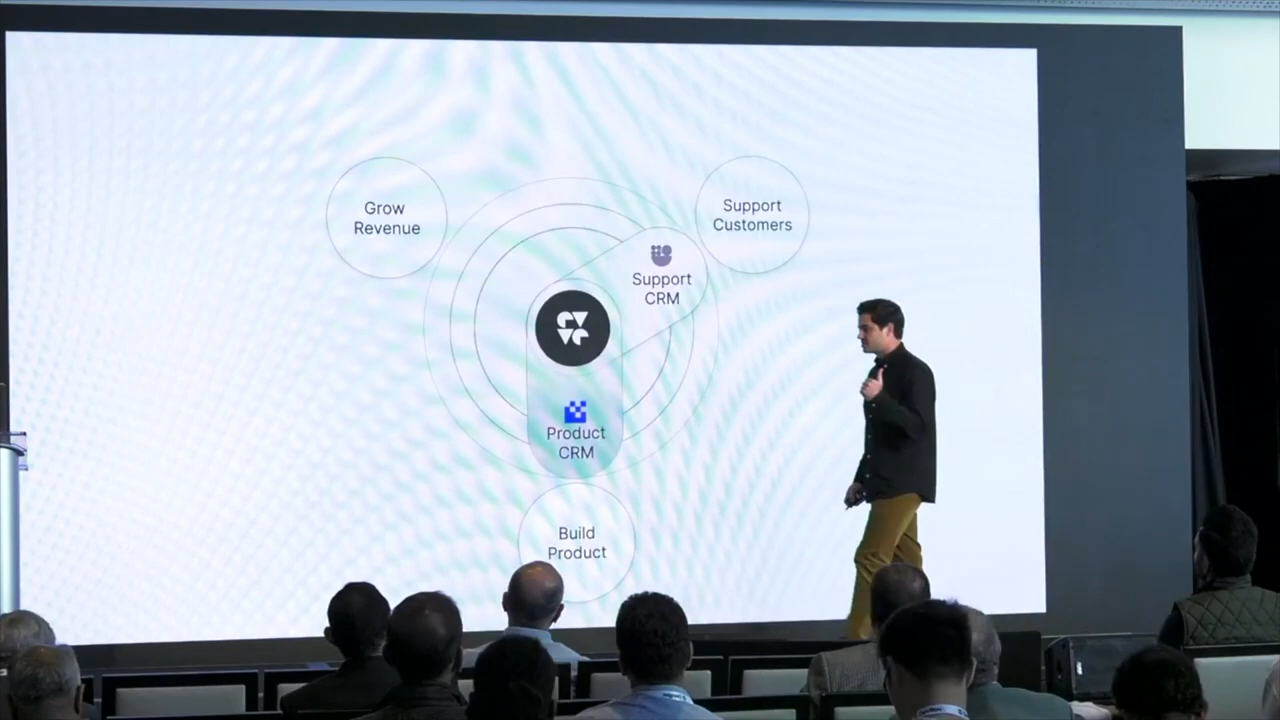 Grow
Revenue
Support
Customers
Support
CRM
Product
CRM
Build
Product